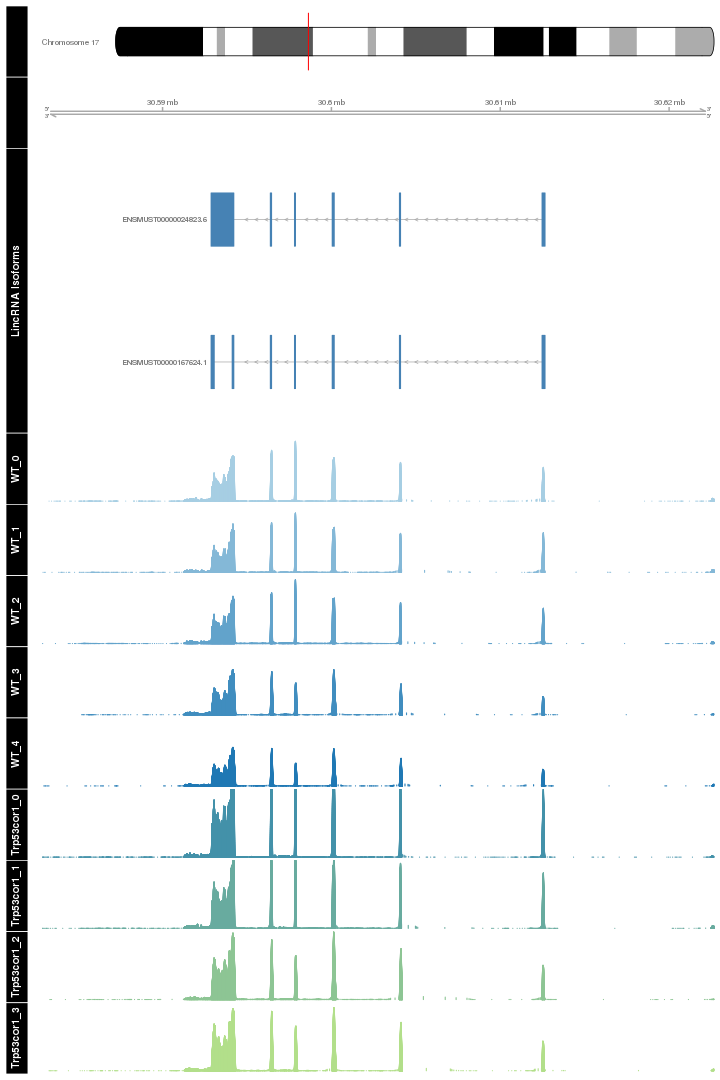 Chromosome 17
30.59 mb
30.6 mb
30.61 mb
30.62 mb
5'
3'
3'
5'
LincRNA Isoforms
ENSMUST00000024823.6
ENSMUST00000167624.1
WT_0
WT_1
WT_2
WT_3
WT_4
Trp53cor1_0
Trp53cor1_1
Trp53cor1_2
Trp53cor1_3